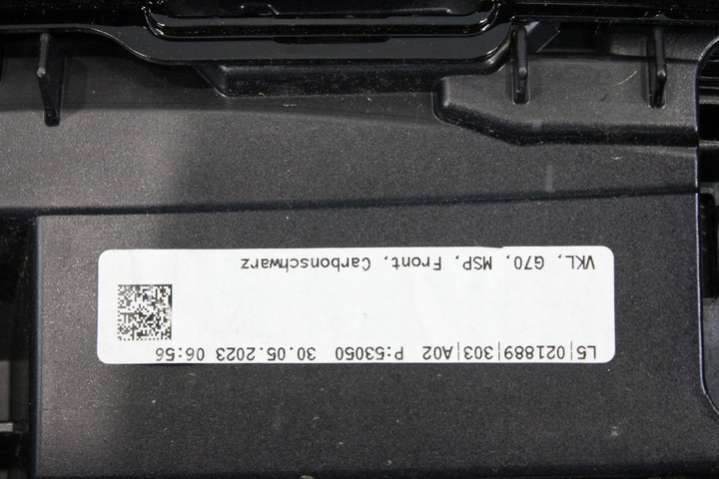 L5|021889|303|A02 P:53050 30.05.2023 06:56
VKL, G70, MSP, Front, Carbonschwarz